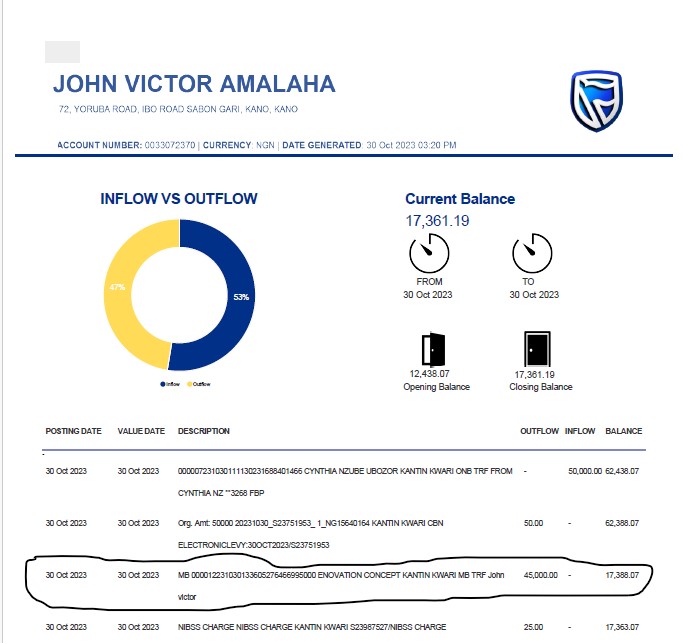 JOHN VICTOR AMALAHA
72, YORUBA ROAD, IBO ROAD SABON GARI, KANO, KANO
ACCOUNT NUMBER: 0033072370 | CURRENCY: NGN | DATE GENERATED: 30 Oct 2023 03:20 PM
INFLOW VS OUTFLOW
47%
53%
Inflow Outflow
Current Balance
17,361.19
FROM TO
30 Oct 2023 30 Oct 2023
12,438.07 17,361.19
Opening Balance Closing Balance
POSTING DATE VALUE DATE DESCRIPTION OUTFLOW INFLOW BALANCE
30 Oct 2023 30 Oct 2023 000007231030111130231688401466 CYNTHIA NZUBE UBOZOR KANTIN KWARI ONB TRF FROM - 50,000.00 62,438.07
CYNTHIA NZ **3268 FBP
30 Oct 2023 30 Oct 2023 Org. Amt: 50000 20231030_S23751953_ 1_NG15640164 KANTIN KWARI CBN 50.00 - 62,388.07
ELECTRONICLEVY:30OCT2023/S23751953
30 Oct 2023 30 Oct 2023 MB 000012231030133605276466995000 ENOVATION CONCEPT KANTIN KWARI MB TRF John 45,000.00 - 17,388.07
victor
30 Oct 2023 30 Oct 2023 NIBSS CHARGE NIBSS CHARGE KANTIN KWARI S23987527/NIBSS CHARGE 25.00 - 17,363.07